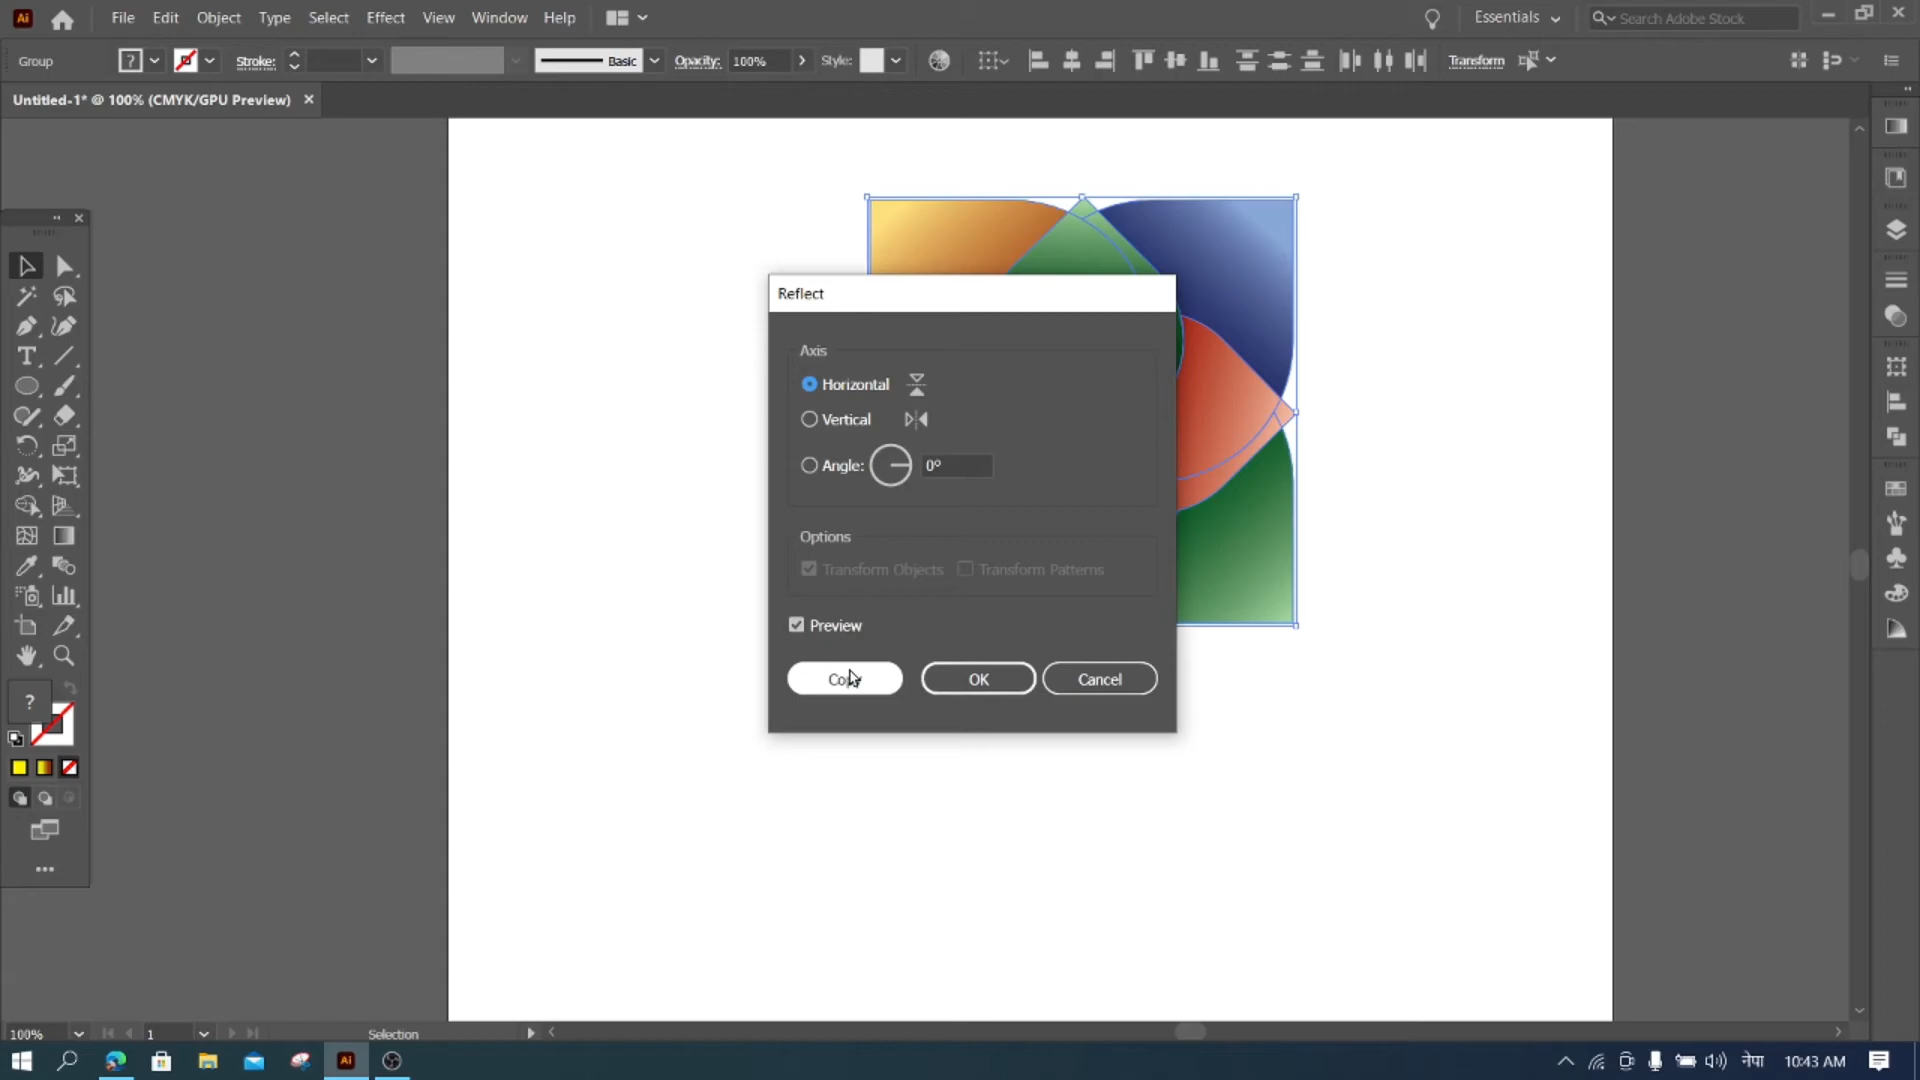 Ai File Edit Object Type Select Effect View Window Help Essentials Search Adobe Stock
Group Stroke: Basic Opacity: 100% Style: Transform
Untitled-1* @ 100% (CMYK/GPU Preview)
Reflect
Axis
Horizontal
Vertical
Angle: 0°
Options
Transform Objects Transform Patterns
Preview
OK Cancel
?
100% 1 Selection
Ai नेपा 10:43 AM